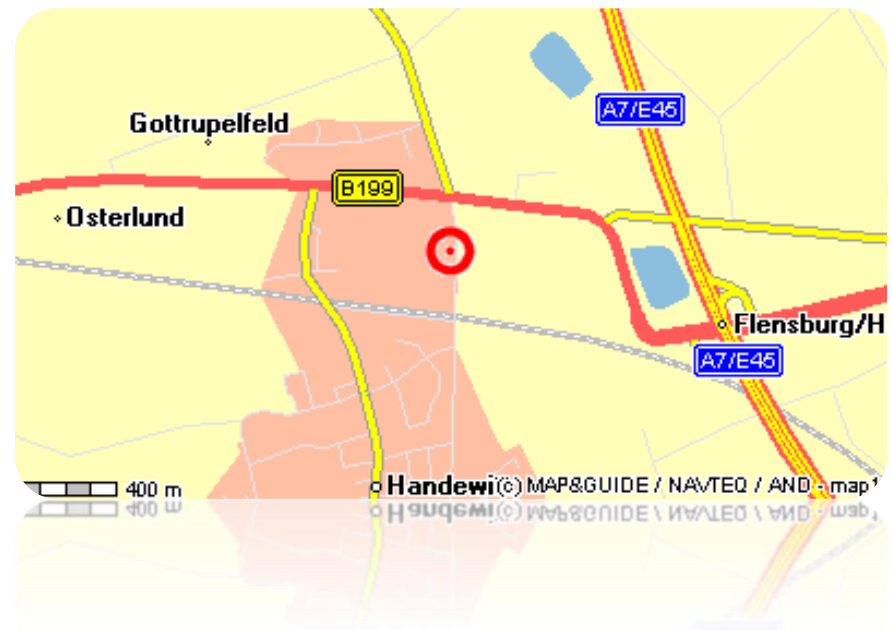 A7/E45
Gottrupelfeld
B199
Osterlund
Flensburg/H
A7/E45
400 m
Handewi(c) MAP&GUIDE / NAVTEQ / AND - map1